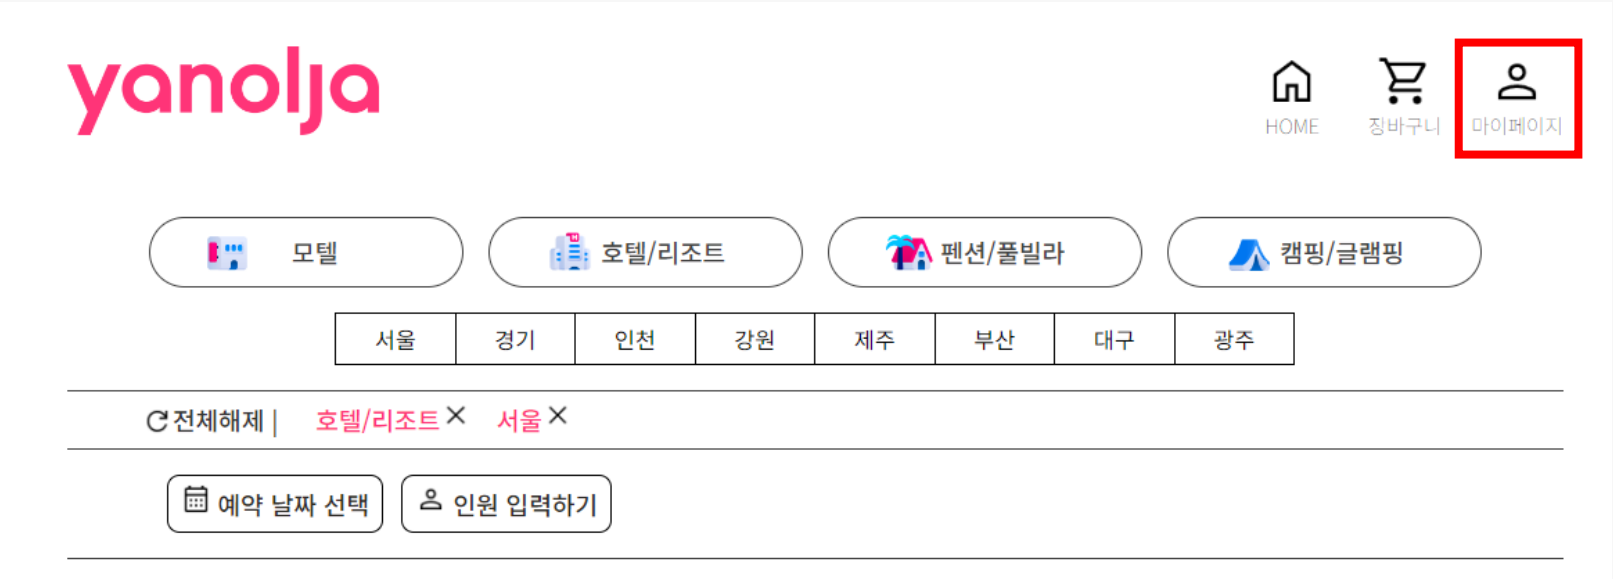 yanolja
HOME 장바구니 마이페이지
모텔 호텔/리조트 펜션/풀빌라 캠핑/글램핑
서울 경기 인천 강원 제주 부산 대구 광주
전체해제 | 호텔/리조트 × 서울 ×
예약 날짜 선택 인원 입력하기